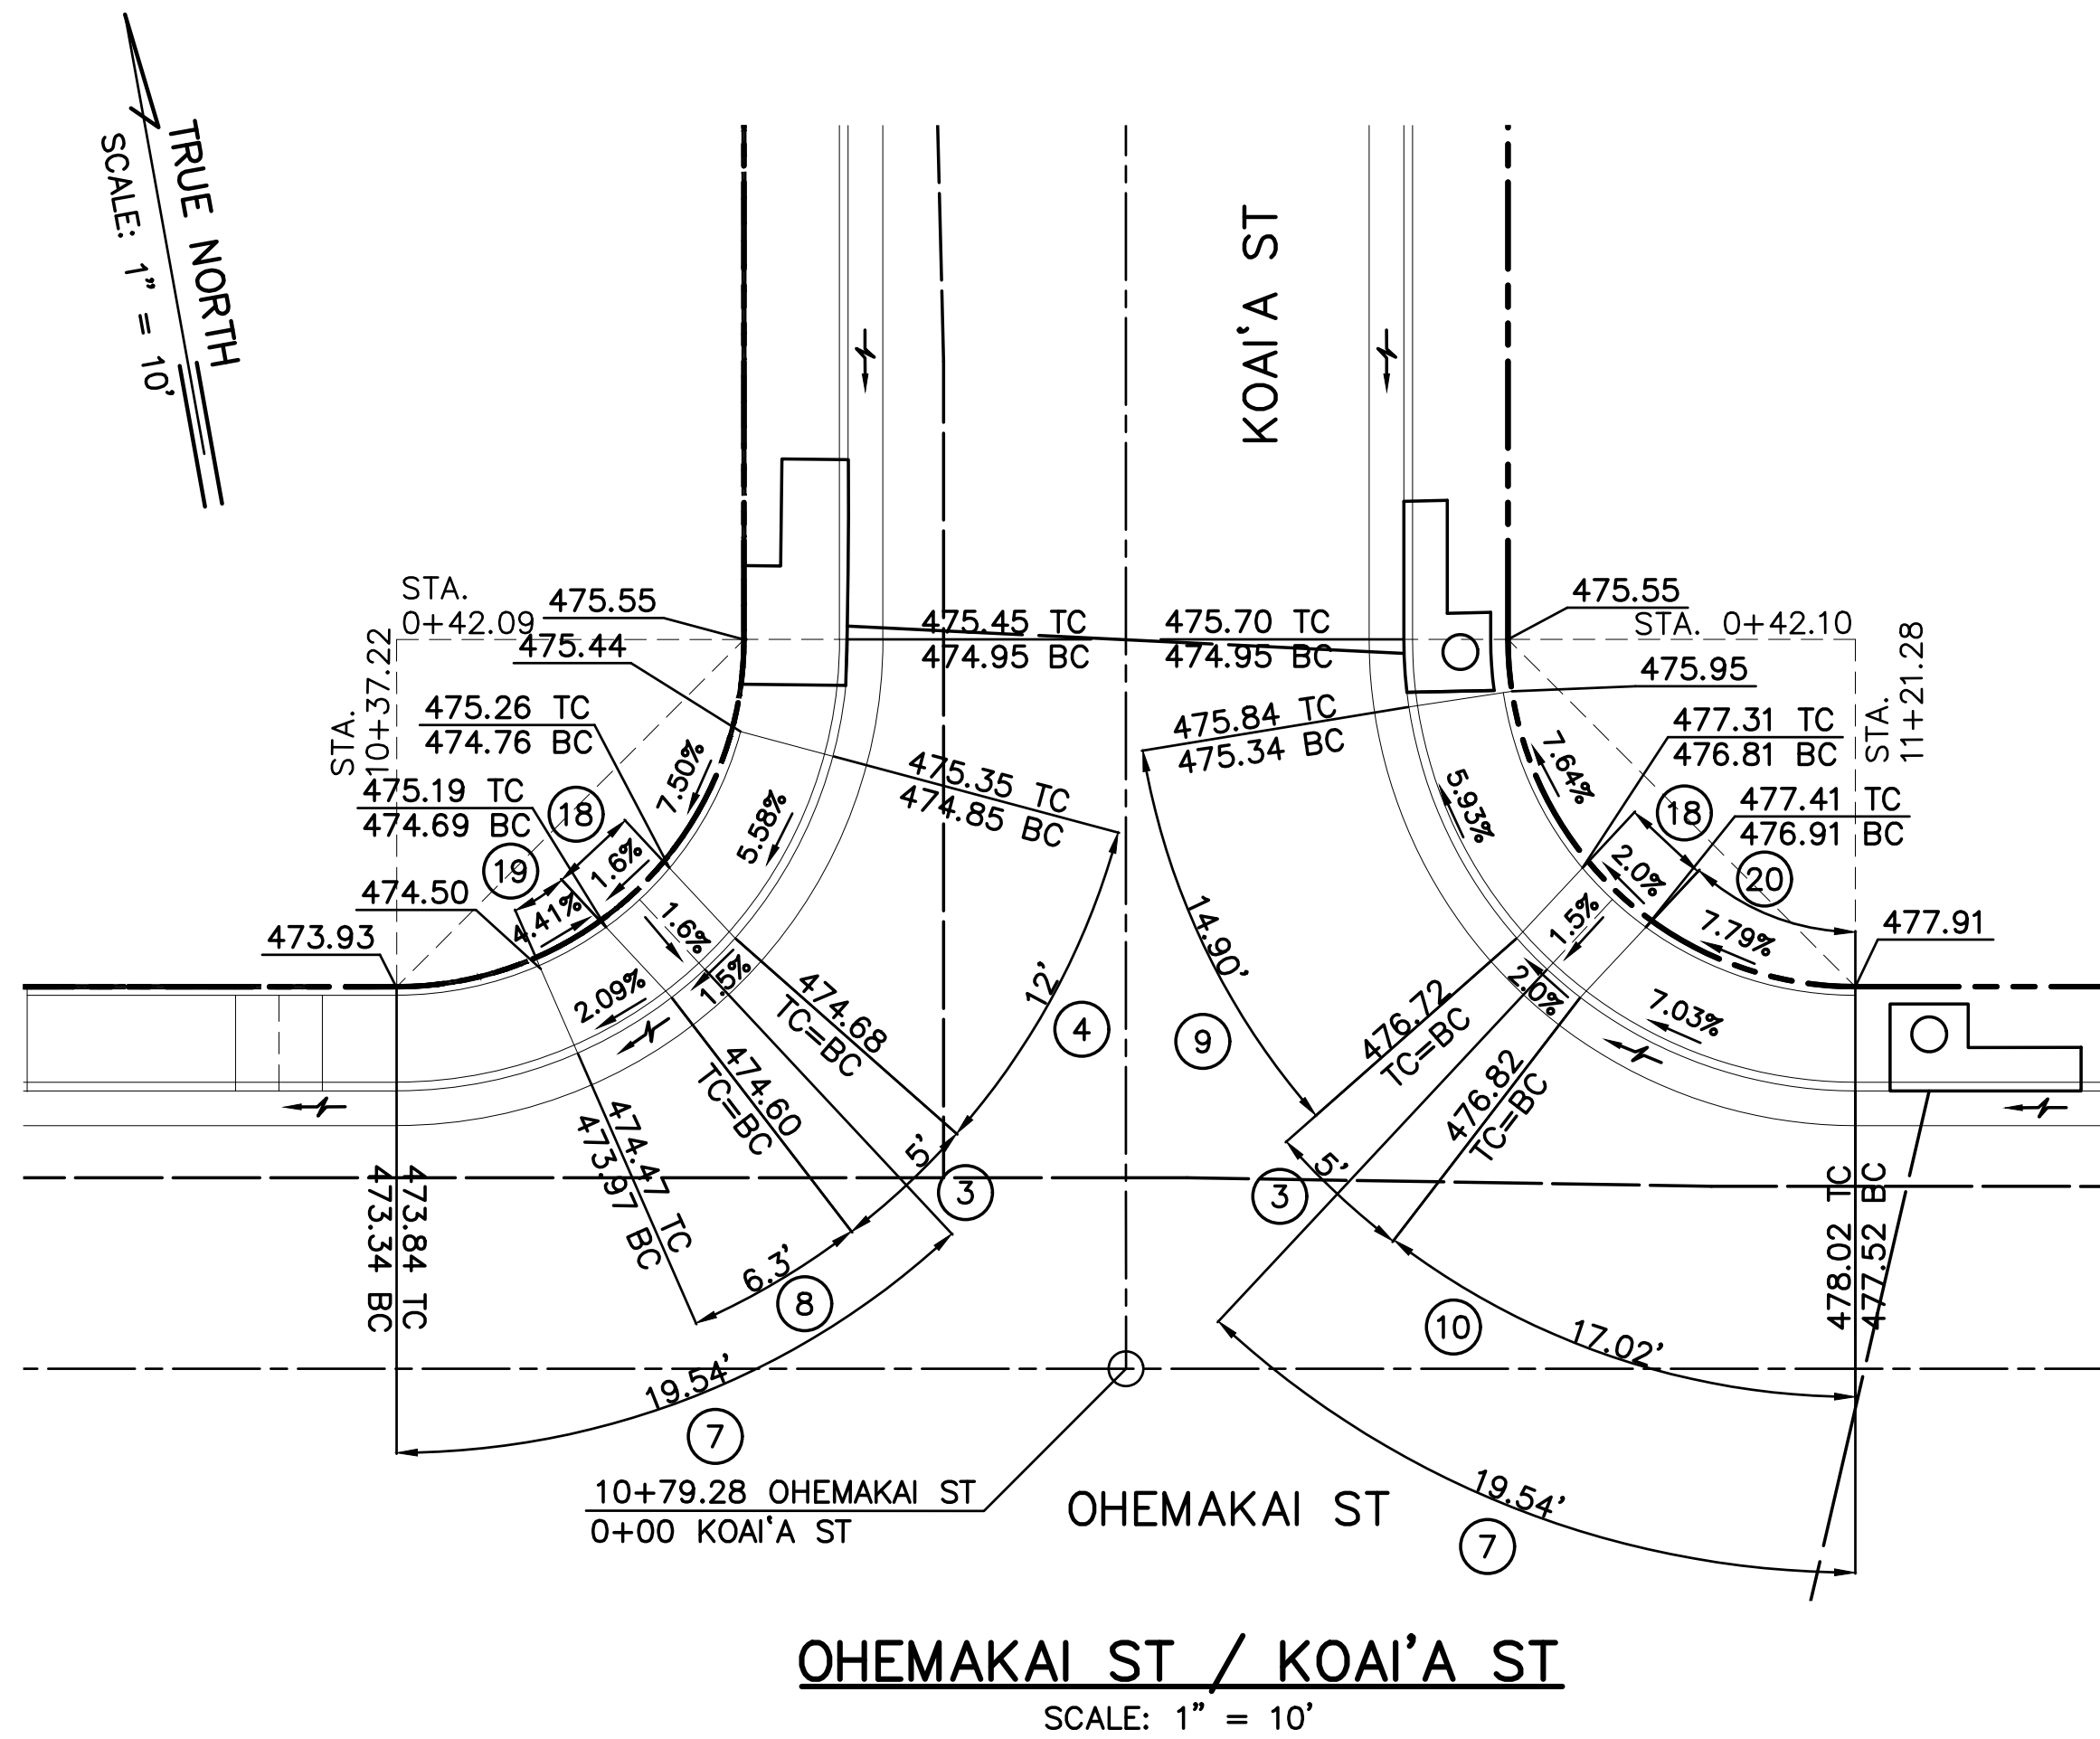 TRUE NORTH
SCALE: 1" = 10'
KOAI'A ST
STA.
0+42.09
475.55
475.44
STA.
10+37.22
475.26 TC
474.76 BC
475.19 TC
474.69 BC
18
19
474.50
473.93
7.50%
5.58%
1.6%
4.41%
1.6%
1.5%
2.09%
475.45 TC
474.95 BC
475.70 TC
474.95 BC
475.35 TC
474.85 BC
475.84 TC
475.34 BC
475.55
STA. 0+42.10
475.95
STA.
11+21.28
477.31 TC
476.81 BC
477.41 TC
476.91 BC
18
20
477.91
7.64%
5.93%
2.0%
1.5%
7.79%
2.0%
7.03%
474.68
TC=BC
474.60
TC=BC
474.47 TC
473.97 BC
473.84 TC
473.34 BC
12'
4
5'
3
6.3'
8
19.54'
7
14.90'
9
476.72
TC=BC
476.82
TC=BC
5'
3
10
17.02'
19.54'
7
478.02 TC
477.52 BC
10+79.28 OHEMAKAI ST
0+00 KOAI'A ST
OHEMAKAI ST
OHEMAKAI ST / KOAI'A ST
SCALE: 1" = 10'